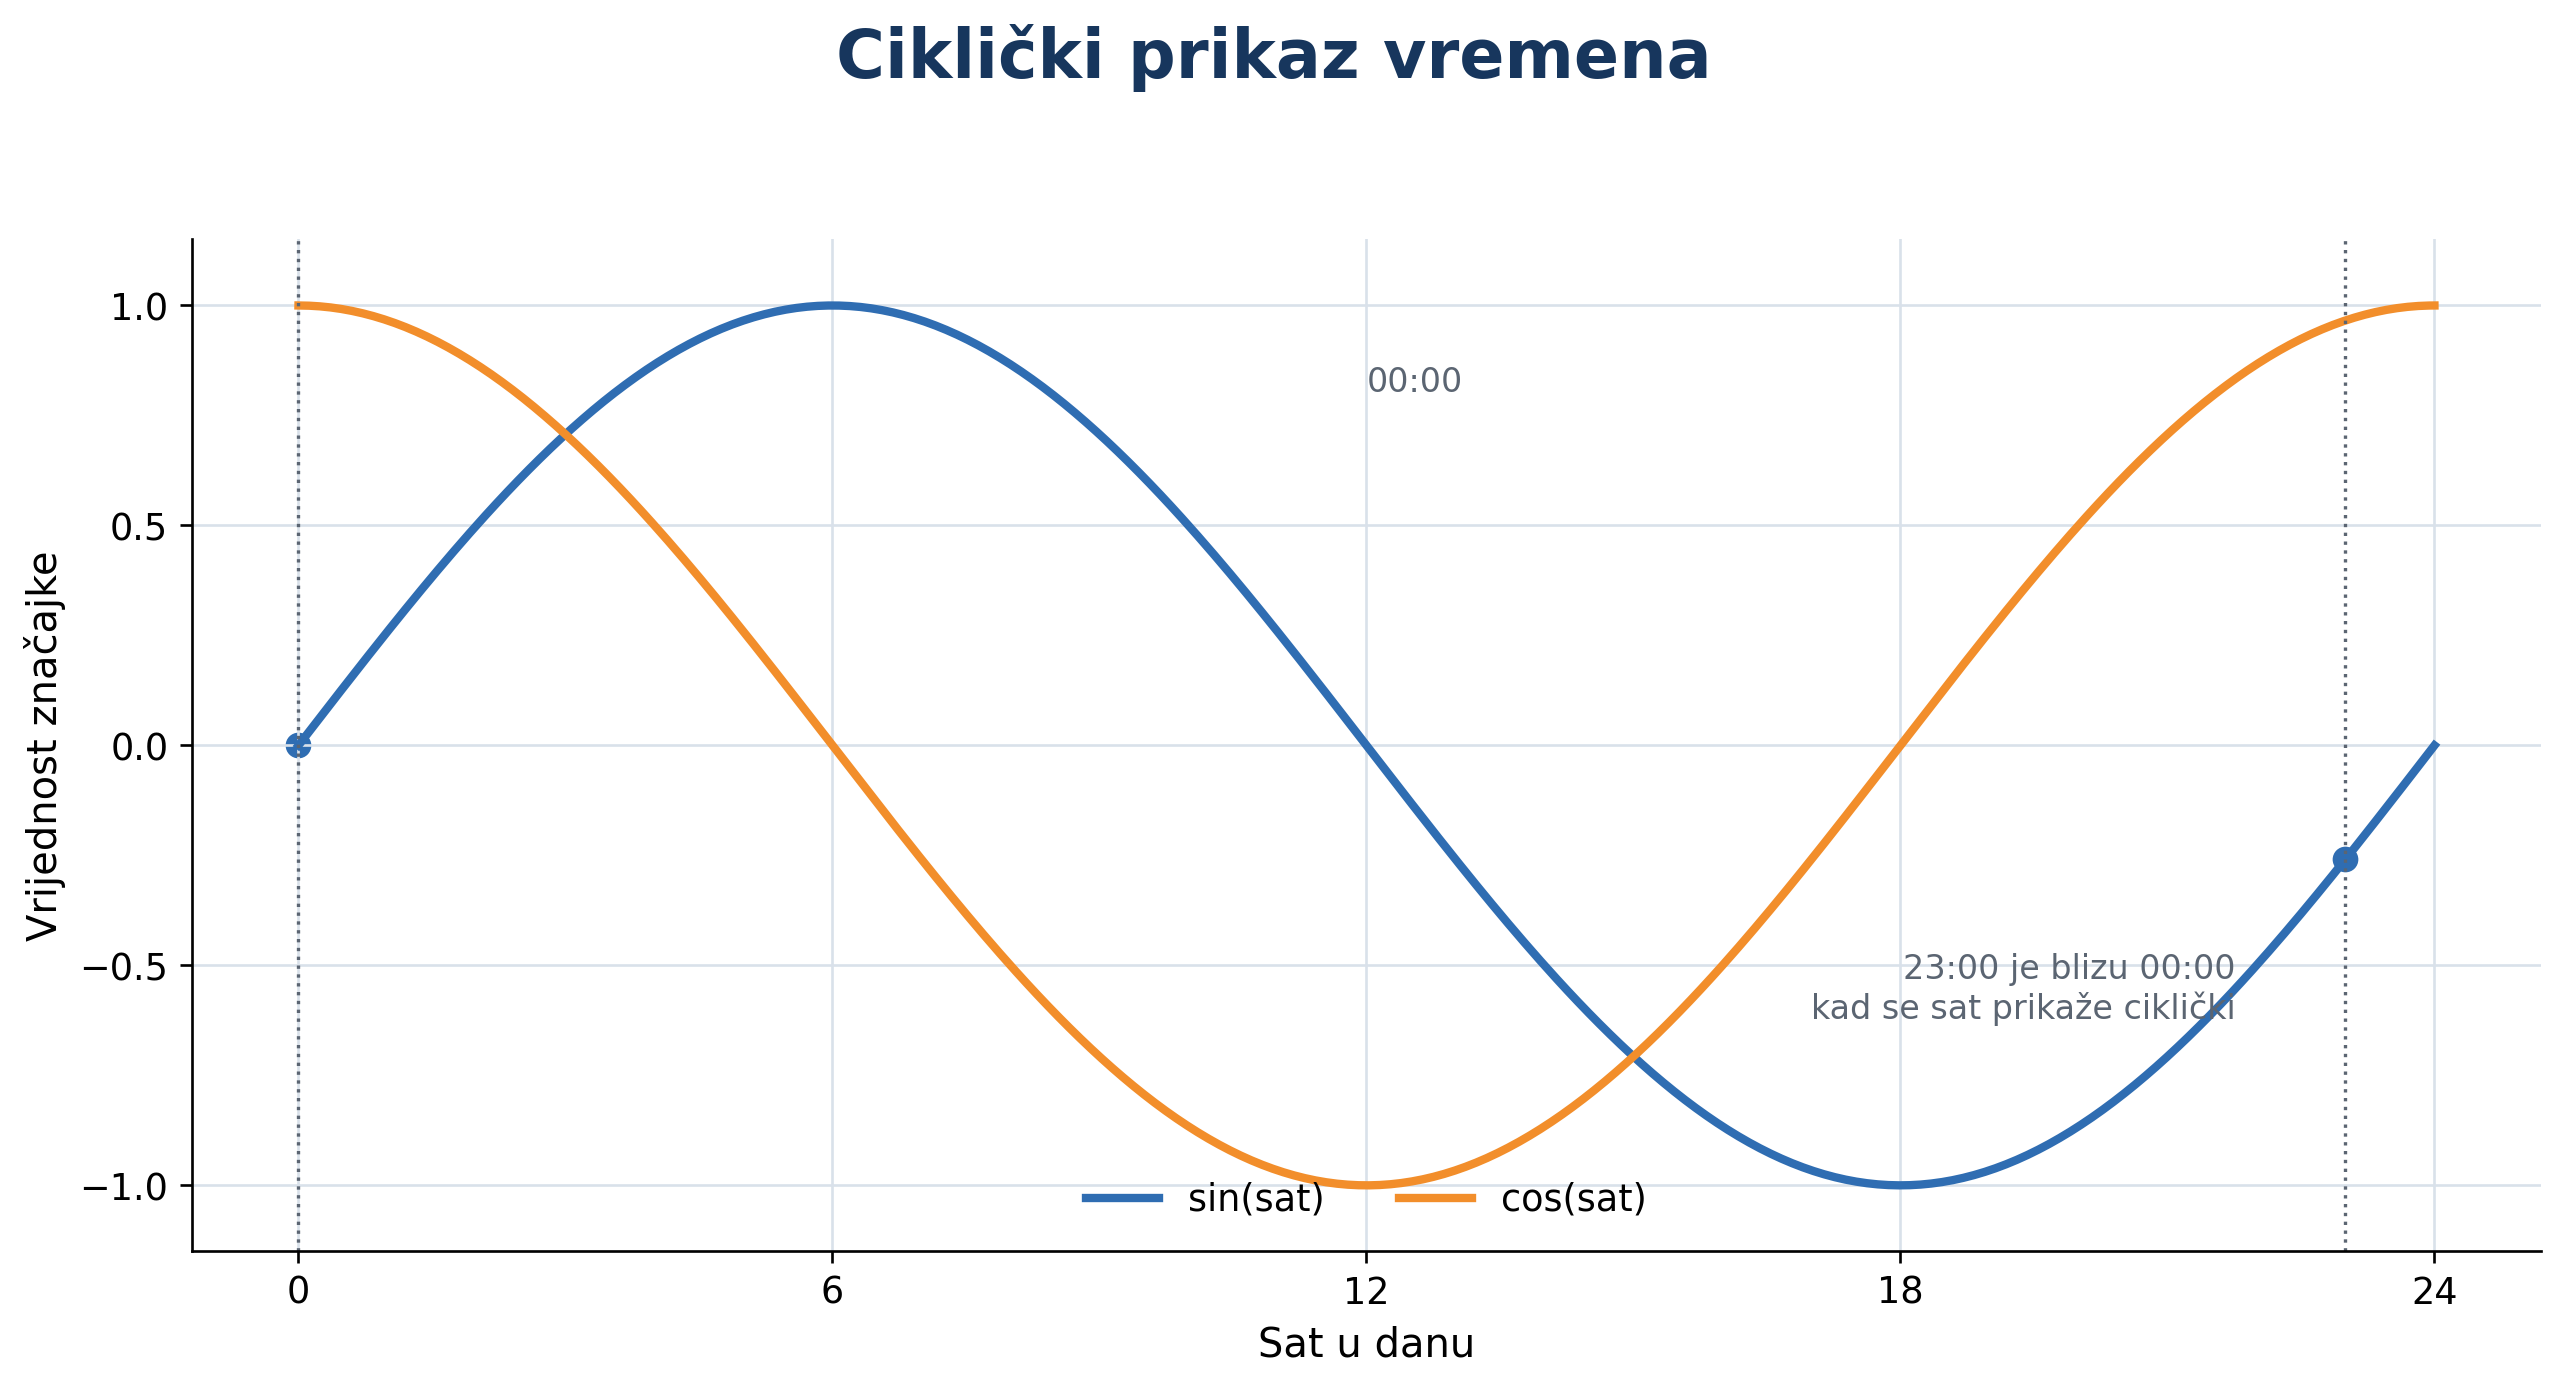 Ciklički prikaz vremena
Vrijednost značajke
1.0
0.5
0.0
−0.5
−1.0
00:00
23:00 je blizu 00:00
kad se sat prikaže ciklički
sin(sat)
cos(sat)
0
6
12
18
24
Sat u danu